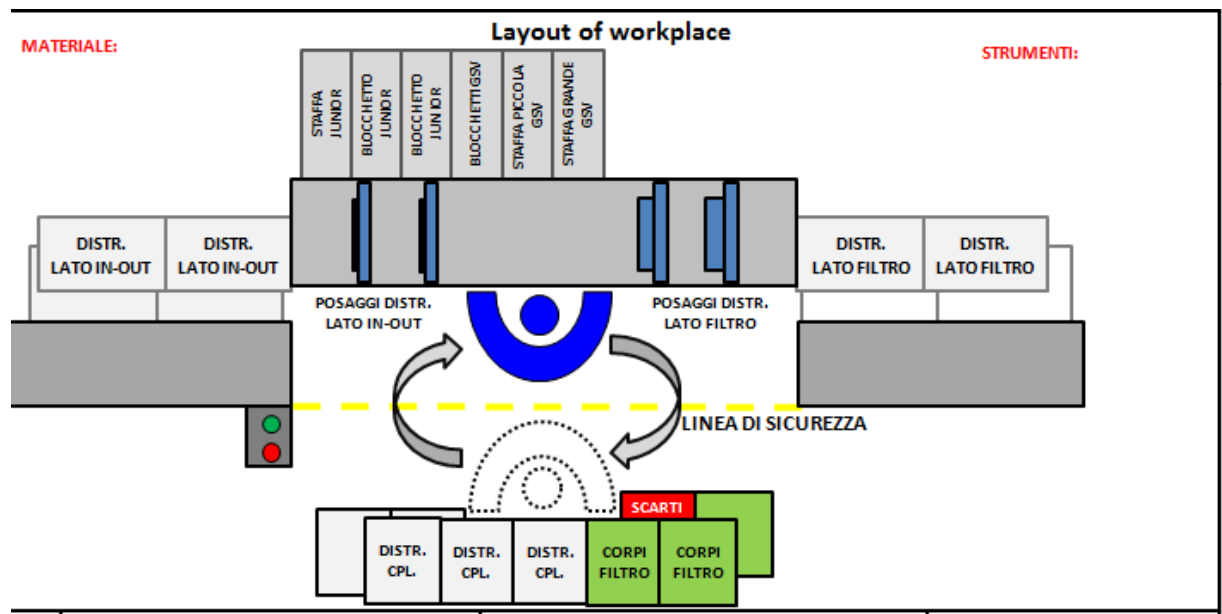 Layout of workplace
MATERIALE:
STRUMENTI:
STAFFA
JUNIOR
BLOCCHETTO
JUNIOR
BLOCCHETTO
JUNIOR
BLOCCHETTI GSV
STAFFA PICCOLA
GSV
STAFFA GRANDE
GSV
DISTR.
LATO IN-OUT
DISTR.
LATO IN-OUT
DISTR.
LATO FILTRO
DISTR.
LATO FILTRO
POSAGGI DISTR.
LATO IN-OUT
POSAGGI DISTR.
LATO FILTRO
LINEA DI SICUREZZA
SCARTI
DISTR.
CPL.
DISTR.
CPL.
DISTR.
CPL.
CORPI
FILTRO
CORPI
FILTRO